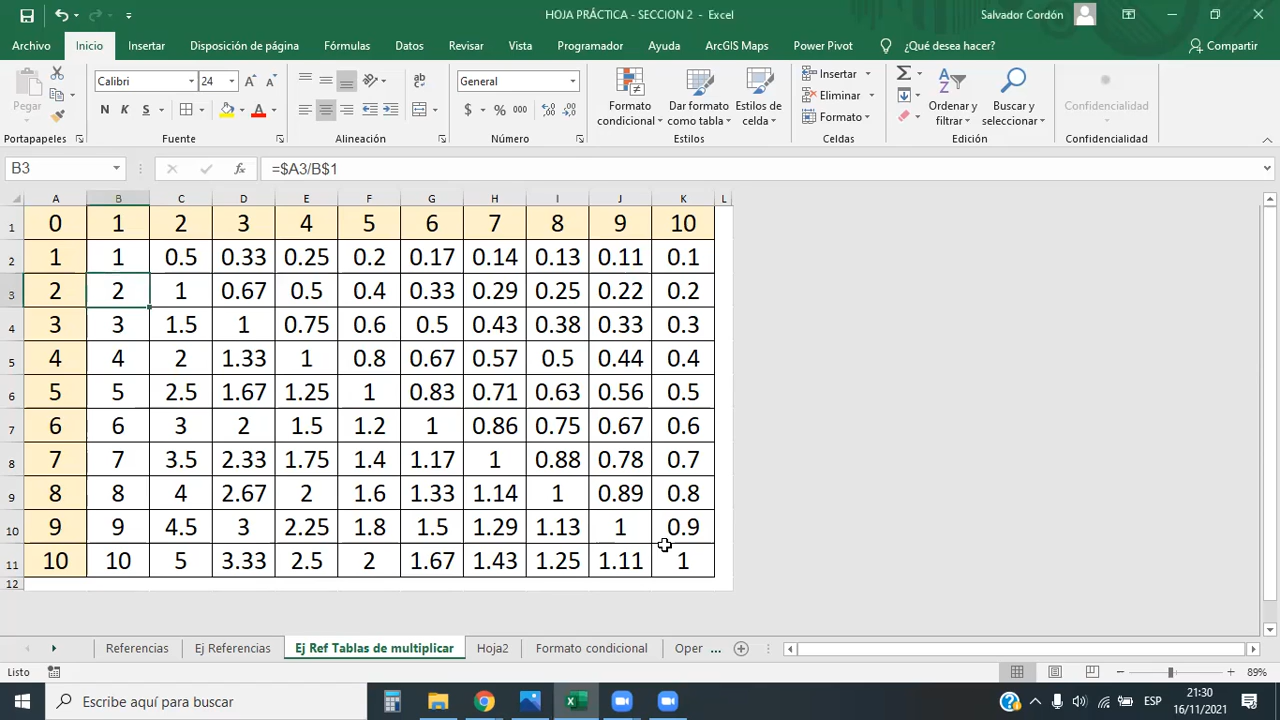 HOJA PRÁCTICA - SECCION 2 - Excel
Salvador Cordón
Archivo Inicio Insertar Disposición de página Fórmulas Datos Revisar Vista Programador Ayuda ArcGIS Maps Power Pivot ¿Qué desea hacer? Compartir
Pegar
Calibri 24
N K S
General
$ % 000
Formato condicional
Dar formato como tabla
Estilos de celda
Insertar
Eliminar
Formato
Ordenar y filtrar
Buscar y seleccionar
Confidencialidad
Portapapeles Fuente Alineación Número Estilos Celdas Edición Confidencialidad
B3 fx =$A3/B$1
A B C D E F G H I J K L
1 0 1 2 3 4 5 6 7 8 9 10
2 1 1 0.5 0.33 0.25 0.2 0.17 0.14 0.13 0.11 0.1
3 2 2 1 0.67 0.5 0.4 0.33 0.29 0.25 0.22 0.2
4 3 3 1.5 1 0.75 0.6 0.5 0.43 0.38 0.33 0.3
5 4 4 2 1.33 1 0.8 0.67 0.57 0.5 0.44 0.4
6 5 5 2.5 1.67 1.25 1 0.83 0.71 0.63 0.56 0.5
7 6 6 3 2 1.5 1.2 1 0.86 0.75 0.67 0.6
8 7 7 3.5 2.33 1.75 1.4 1.17 1 0.88 0.78 0.7
9 8 8 4 2.67 2 1.6 1.33 1.14 1 0.89 0.8
10 9 9 4.5 3 2.25 1.8 1.5 1.29 1.13 1 0.9
11 10 10 5 3.33 2.5 2 1.67 1.43 1.25 1.11 1
12
Referencias Ej Referencias Ej Ref Tablas de multiplicar Hoja2 Formato condicional Oper ...
Listo
89%
Escribe aquí para buscar
ESP
21:30
16/11/2021